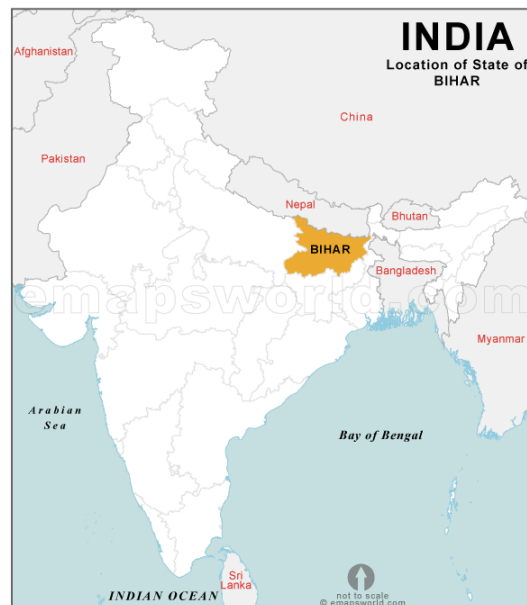 INDIA
Location of State of
BIHAR
Afghanistan
China
Pakistan
Nepal
Bhutan
BIHAR
Bangladesh
emapsworld.com
Myanmar
Arabian
Sea
Bay of Bengal
Sri
Lanka
INDIAN OCEAN
not to scale
© emapsworld.com